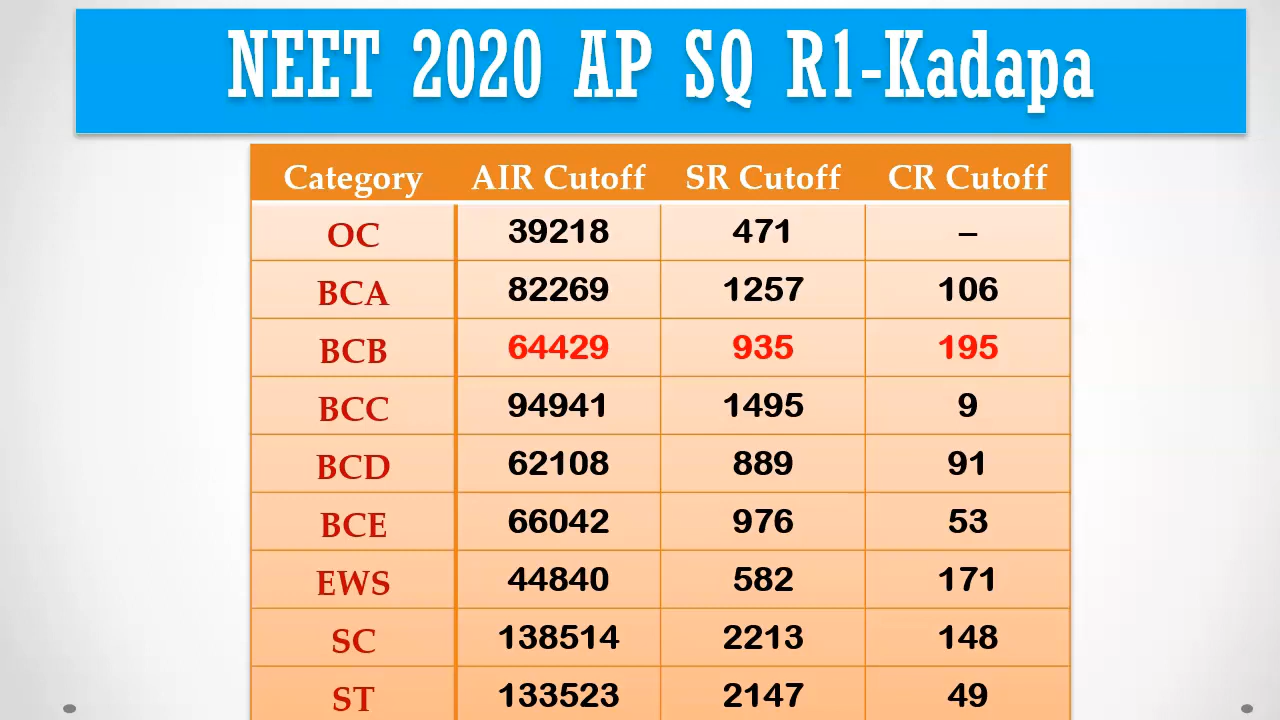 NEET 2020 AP SQ R1-Kadapa
Category AIR Cutoff SR Cutoff CR Cutoff
OC 39218 471 –
BCA 82269 1257 106
BCB 64429 935 195
BCC 94941 1495 9
BCD 62108 889 91
BCE 66042 976 53
EWS 44840 582 171
SC 138514 2213 148
ST 133523 2147 49